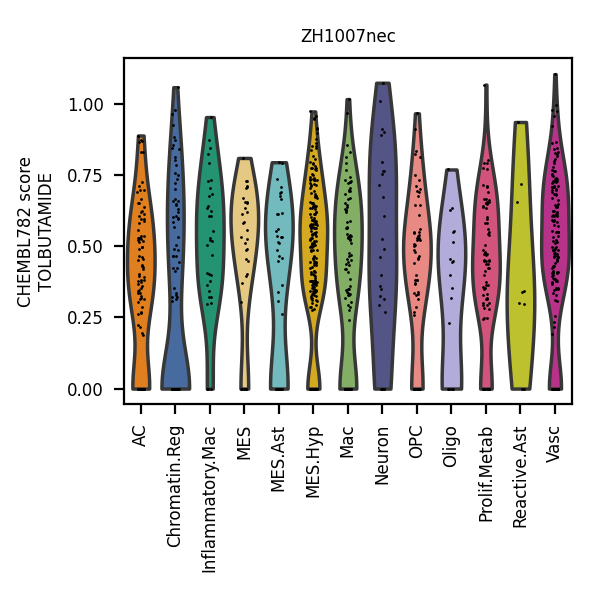 ZH1007nec
CHEMBL782 score
TOLBUTAMIDE
1.00
0.75
0.50
0.25
0.00
AC
Chromatin.Reg
Inflammatory.Mac
MES
MES.Ast
MES.Hyp
Mac
Neuron
OPC
Oligo
Prolif.Metab
Reactive.Ast
Vasc